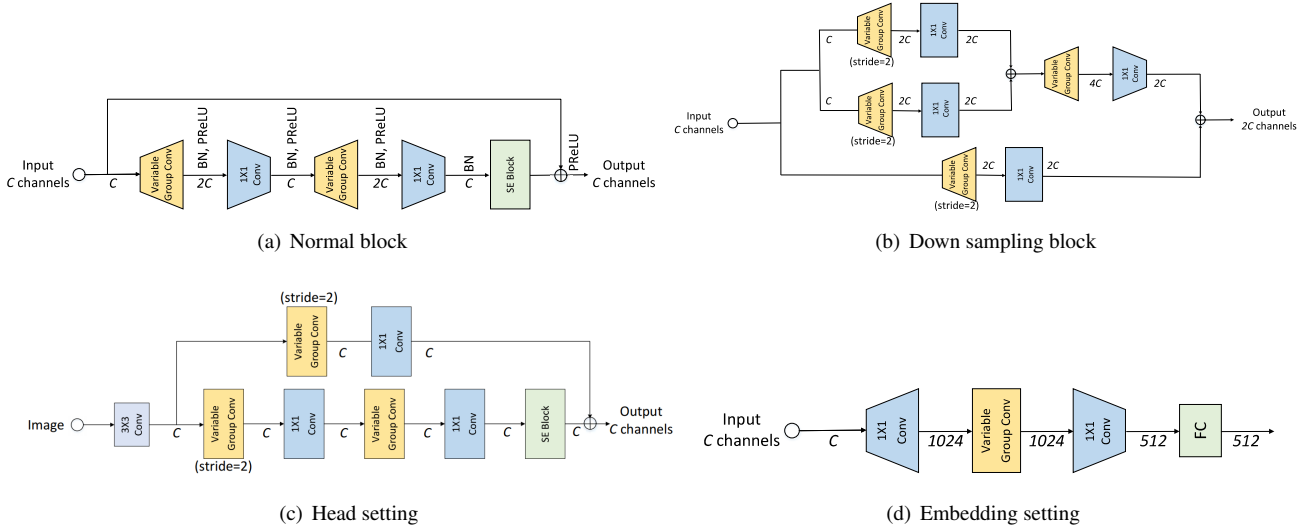 Input
C channels
C
Variable
Group Conv
BN, PReLU
2C
1X1
Conv
BN, PReLU
C
Variable
Group Conv
BN, PReLU
2C
1X1
Conv
BN
C
SE Block
PReLU
Output
C channels
(a) Normal block
Input
C channels
C
Variable
Group Conv
(stride=2)
2C
1X1
Conv
2C
C
Variable
Group Conv
(stride=2)
2C
1X1
Conv
2C
Variable
Group Conv
4C
1X1
Conv
2C
Variable
Group Conv
(stride=2)
2C
1X1
Conv
2C
Output
2C channels
(b) Down sampling block
(stride=2)
Variable
Group Conv
C
1X1
Conv
C
Image
3X3
Conv
C
Variable
Group Conv
(stride=2)
C
1X1
Conv
C
Variable
Group Conv
C
1X1
Conv
C
SE Block
C
Output
C channels
(c) Head setting
Input
C channels
C
1X1
Conv
1024
Variable
Group Conv
1024
1X1
Conv
512
FC
512
(d) Embedding setting